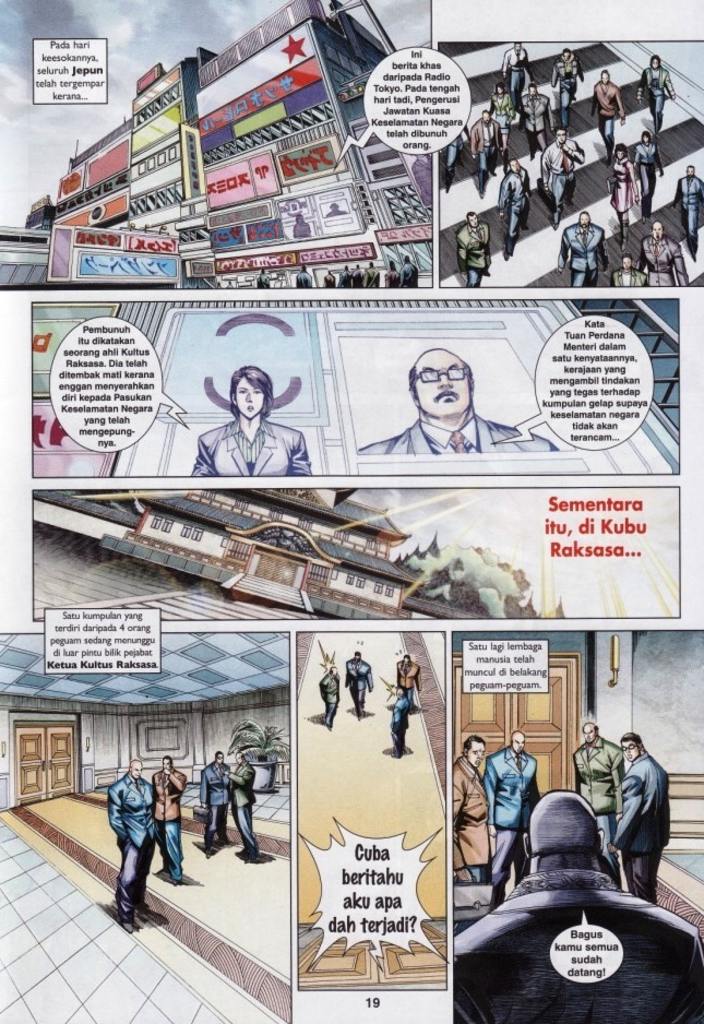 Pada hari
keesokannya,
seluruh Jepun
telah tergempar
kerana...
Ini
berita khas
daripada Radio
Tokyo. Pada tengah
hari tadi, Pengerusi
Jawatan Kuasa
Keselamatan Negara
telah dibunuh
orang.
Pembunuh
itu dikatakan
seorang ahli Kultus
Raksasa. Dia telah
ditembak mati kerana
enggan menyerahkan
diri kepada Pasukan
Keselamatan Negara
yang telah
mengepung-
nya.
Kata
Tuan Perdana
Menteri dalam
satu kenyataannya,
kerajaan yang
mengambil tindakan
yang tegas terhadap
kumpulan gelap supaya
keselamatan negara
tidak akan
terancam...
Sementara
itu, di Kubu
Raksasa...
Satu kumpulan yang
terdiri daripada 4 orang
peguam sedang menunggu
di luar pintu bilik pejabat
Ketua Kultus Raksasa.
Cuba
beritahu
aku apa
dah terjadi?
Satu lagi lembaga
manusia telah
muncul di belakang
peguam-peguam.
Bagus
kamu semua
sudah
datang!
19